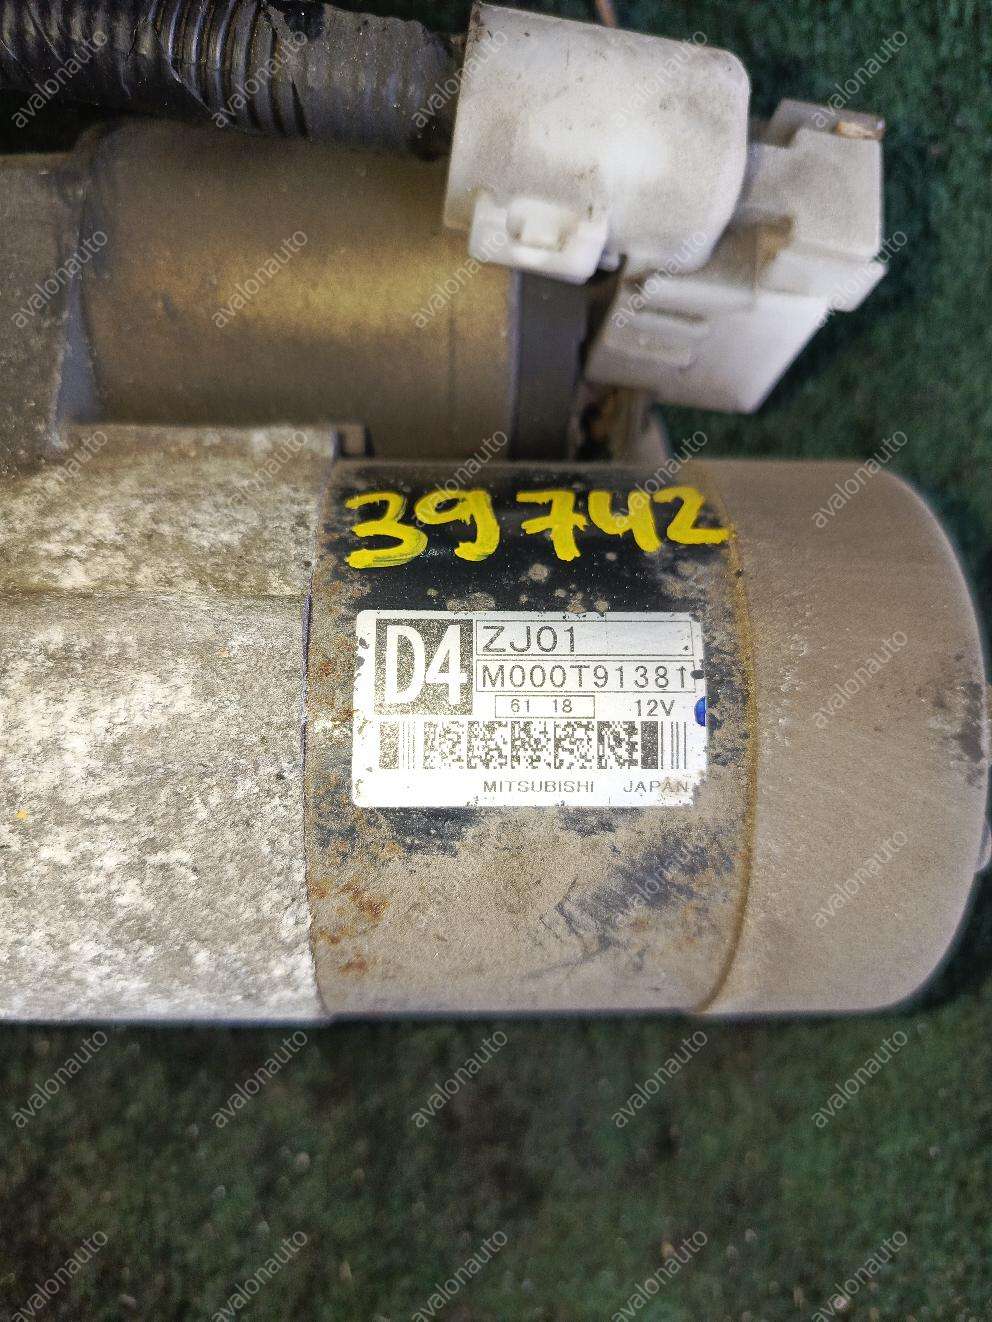 39742
D4
ZJ01
M000T91381
61 18
12V
MITSUBISHI JAPAN
avalonauto